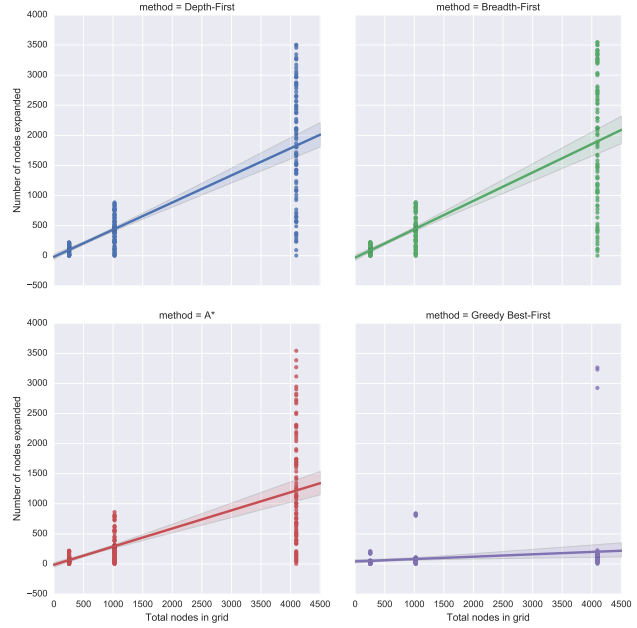 method = Depth-First
method = Breadth-First
4000
3500
3000
2500
2000
1500
1000
500
0
−500
Number of nodes expanded
method = A*
method = Greedy Best-First
4000
3500
3000
2500
2000
1500
1000
500
0
−500
Number of nodes expanded
0 500 1000 1500 2000 2500 3000 3500 4000 4500
0 500 1000 1500 2000 2500 3000 3500 4000 4500
Total nodes in grid
Total nodes in grid